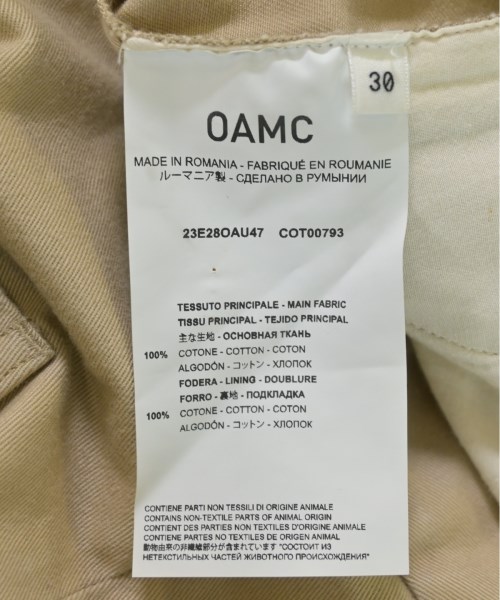 30
OAMC
MADE IN ROMANIA - FABRIQUÉ EN ROUMANIE
ルーマニア製 - СДЕЛАНО В РУМЫНИИ
23E28OAU47 COT00793
TESSUTO PRINCIPALE - MAIN FABRIC
TISSU PRINCIPAL - TEJIDO PRINCIPAL
主な生地 - ОСНОВНАЯ ТКАНЬ
100% COTONE - COTTON - COTON
ALGODÓN - コットン - ХЛОПОК
FODERA - LINING - DOUBLURE
FORRO - 裏地 - ПОДКЛАДКА
100% COTONE - COTTON - COTON
ALGODÓN - コットン - ХЛОПОК
CONTIENE PARTI NON TESSILI DI ORIGINE ANIMALE
CONTAINS NON-TEXTILE PARTS OF ANIMAL ORIGIN
CONTIENT DES PARTIES NON TEXTILES D'ORIGINE ANIMALE
CONTIENE PARTES NO TEXTILES DE ORIGEN ANIMAL
動物由来の非繊維部分が含まれています "СОСТОИТ ИЗ
НЕТЕКСТИЛЬНЫХ ЧАСТЕЙ ЖИВОТНОГО ПРОИСХОЖДЕНИЯ"